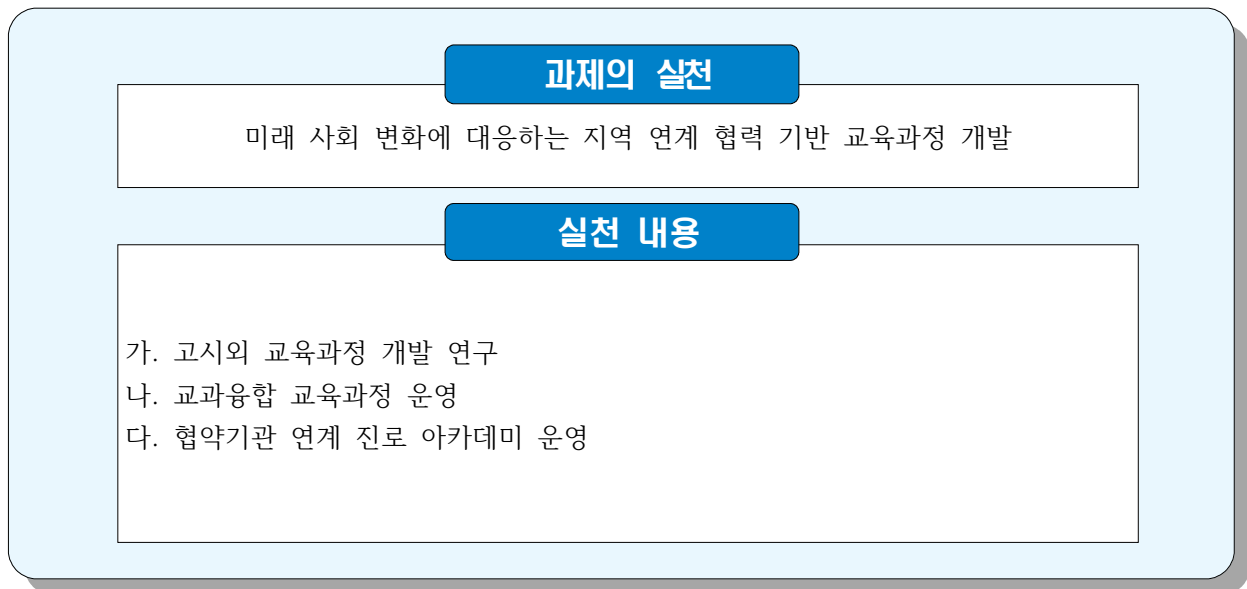 과제의 실천
미래 사회 변화에 대응하는 지역 연계 협력 기반 교육과정 개발
실천 내용
가. 고시외 교육과정 개발 연구
나. 교과융합 교육과정 운영
다. 협약기관 연계 진로 아카데미 운영